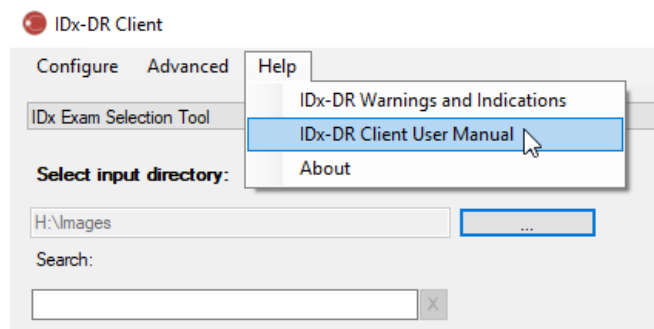 IDx-DR Client
Configure Advanced Help
IDx-DR Warnings and Indications
IDx Exam Selection Tool
IDx-DR Client User Manual
About
Select input directory:
H:\Images
...
Search:
X